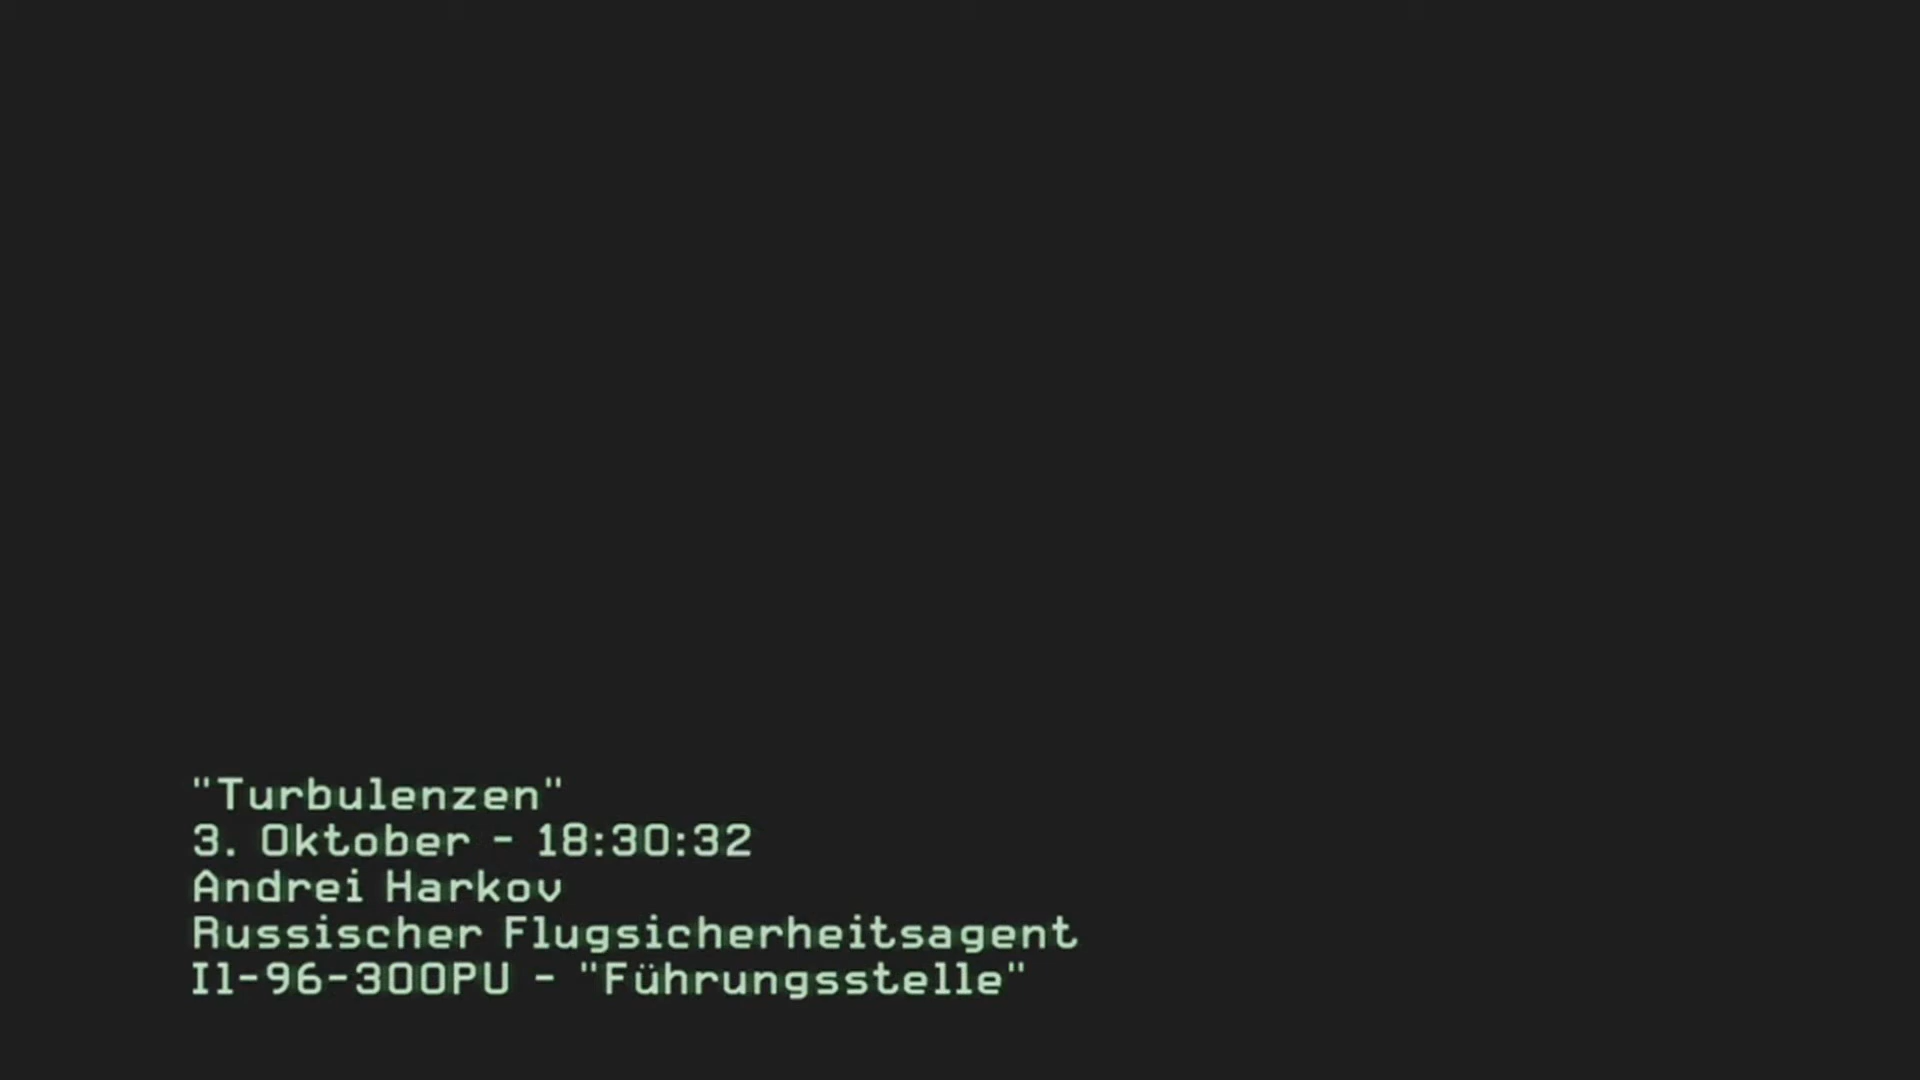 "Turbulenzen"
3. Oktober - 18:30:32
Andrei Harkov
Russischer Flugsicherheitsagent
Il-96-300PU - "Führungsstelle"